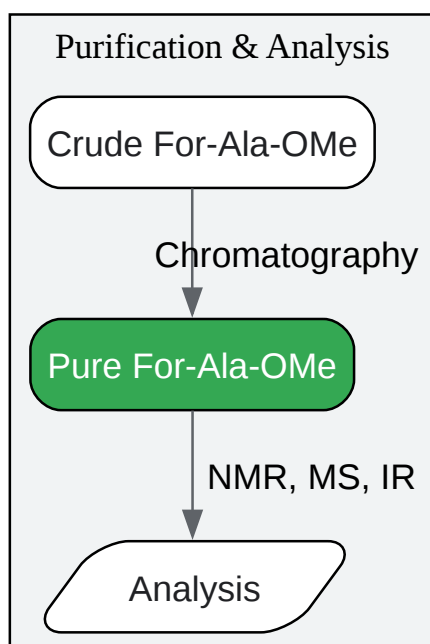 Purification & Analysis
Crude For-Ala-OMe
Chromatography
Pure For-Ala-OMe
NMR, MS, IR
Analysis